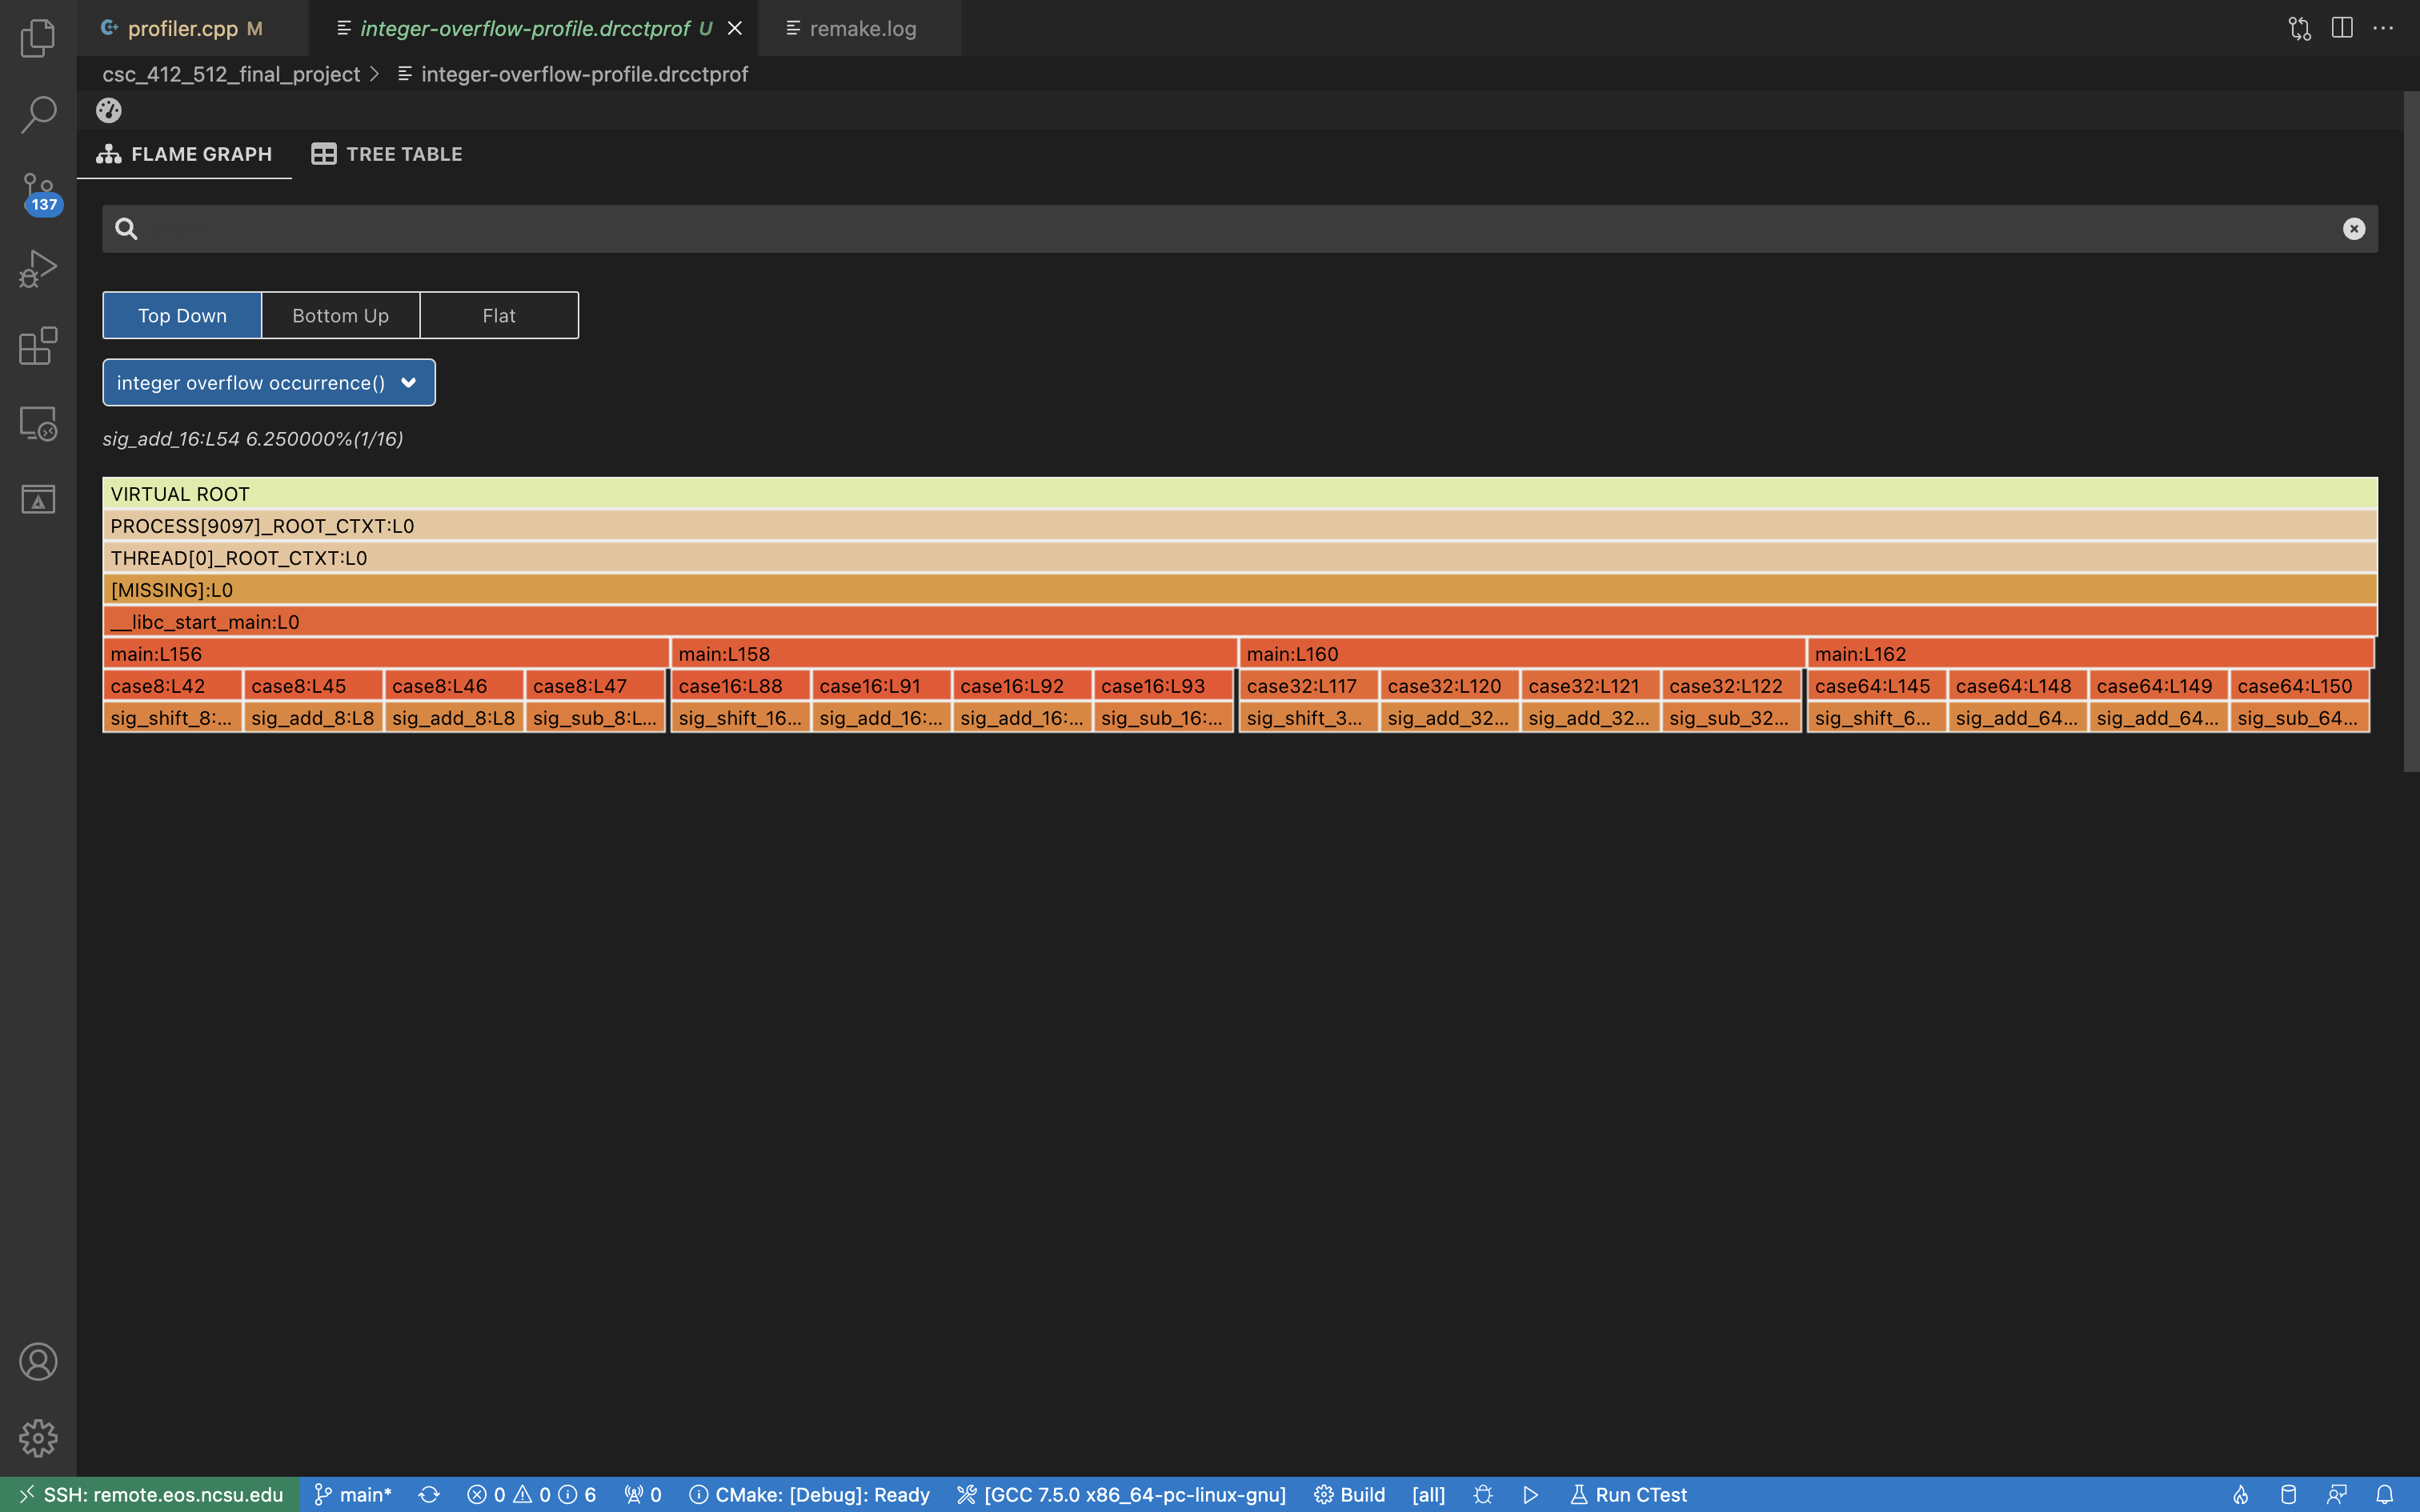 profiler.cpp M
integer-overflow-profile.drcctprof U
remake.log
csc_412_512_final_project > integer-overflow-profile.drcctprof
FLAME GRAPH TREE TABLE
137
Top Down Bottom Up Flat
integer overflow occurrence()
sig_add_16:L54 6.250000%(1/16)
VIRTUAL ROOT
PROCESS[9097]_ROOT_CTXT:L0
THREAD[0]_ROOT_CTXT:L0
[MISSING]:L0
__libc_start_main:L0
main:L156 main:L158 main:L160 main:L162
case8:L42 case8:L45 case8:L46 case8:L47 case16:L88 case16:L91 case16:L92 case16:L93 case32:L117 case32:L120 case32:L121 case32:L122 case64:L145 case64:L148 case64:L149 case64:L150
sig_shift_8:... sig_add_8:L8 sig_add_8:L8 sig_sub_8:L... sig_shift_16... sig_add_16:... sig_add_16:... sig_sub_16:... sig_shift_3... sig_add_32... sig_add_32... sig_sub_32... sig_shift_6... sig_add_64... sig_add_64... sig_sub_64...
SSH: remote.eos.ncsu.edu main* 0 0 6 0 CMake: [Debug]: Ready [GCC 7.5.0 x86_64-pc-linux-gnu] Build [all] Run CTest